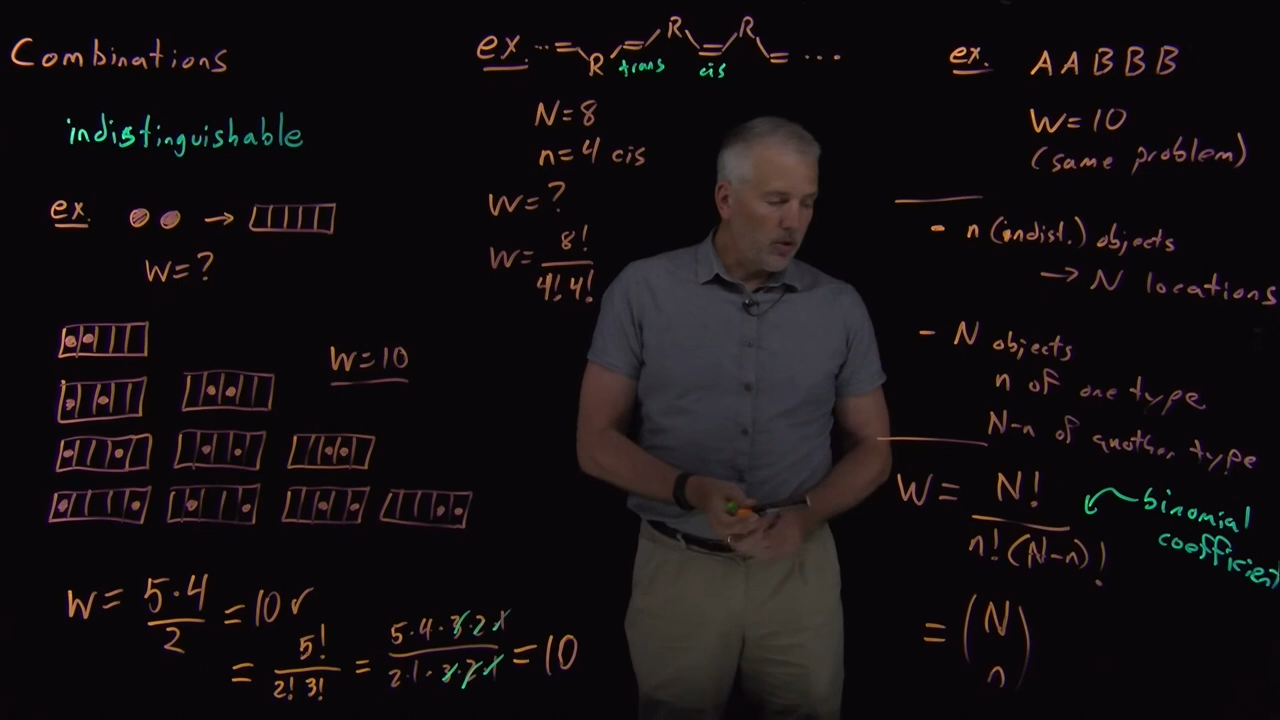 Combinations
indistinguishable
ex. → 
W = ?
W = 10
W = 5·4 / 2 = 10 ✓
= 5! / 2! 3! = 5·4·3·2·1 / 2·1·3·2·1 = 10
ex. ... = R = R = R = ...
trans cis
N = 8
n = 4 cis
W = ?
W = 8! / 4! 4!
ex. A A B B B
W = 10
(same problem)
- n (indist.) objects
→ N locations
- N objects
n of one type
N-n of another type
W = N! / n! (N-n)!
binomial
coefficient
= (N n)